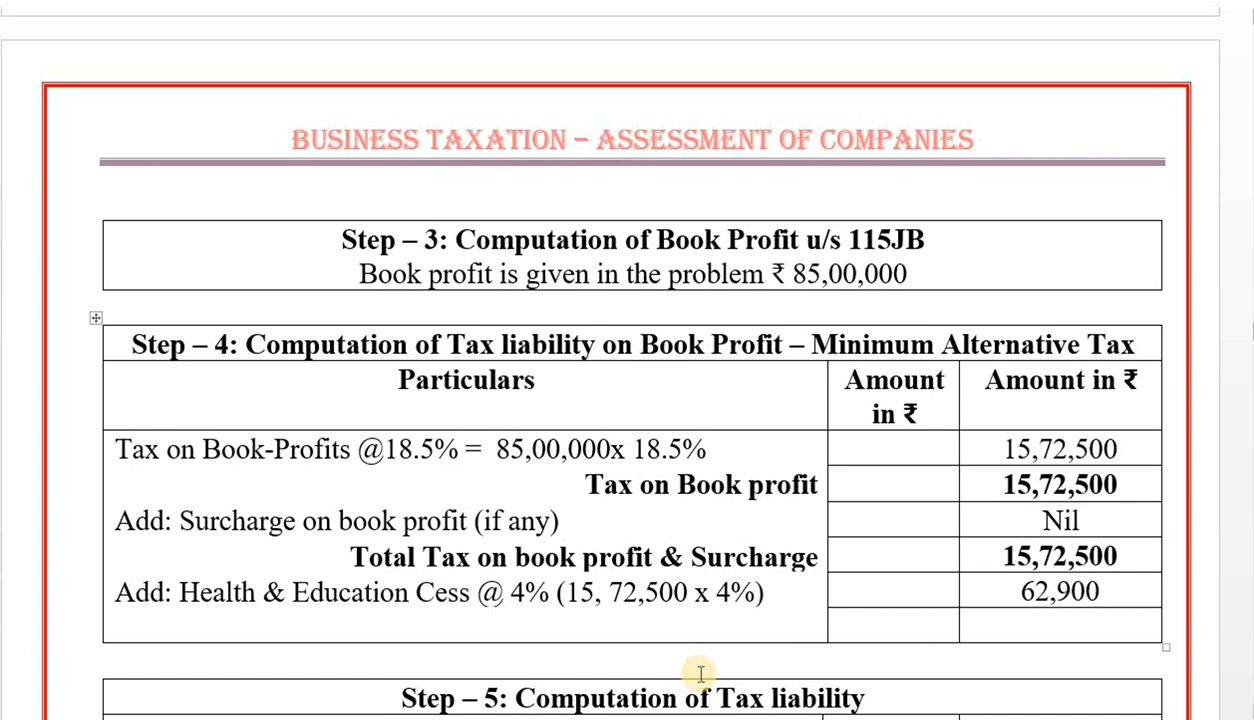 BUSINESS TAXATION – ASSESSMENT OF COMPANIES
Step – 3: Computation of Book Profit u/s 115JB
Book profit is given in the problem ₹ 85,00,000
Step – 4: Computation of Tax liability on Book Profit – Minimum Alternative Tax
Particulars Amount in ₹ Amount in ₹
Tax on Book-Profits @18.5% = 85,00,000x 18.5% 15,72,500
Tax on Book profit 15,72,500
Add: Surcharge on book profit (if any) Nil
Total Tax on book profit & Surcharge 15,72,500
Add: Health & Education Cess @ 4% (15, 72,500 x 4%) 62,900
Step – 5: Computation of Tax liability